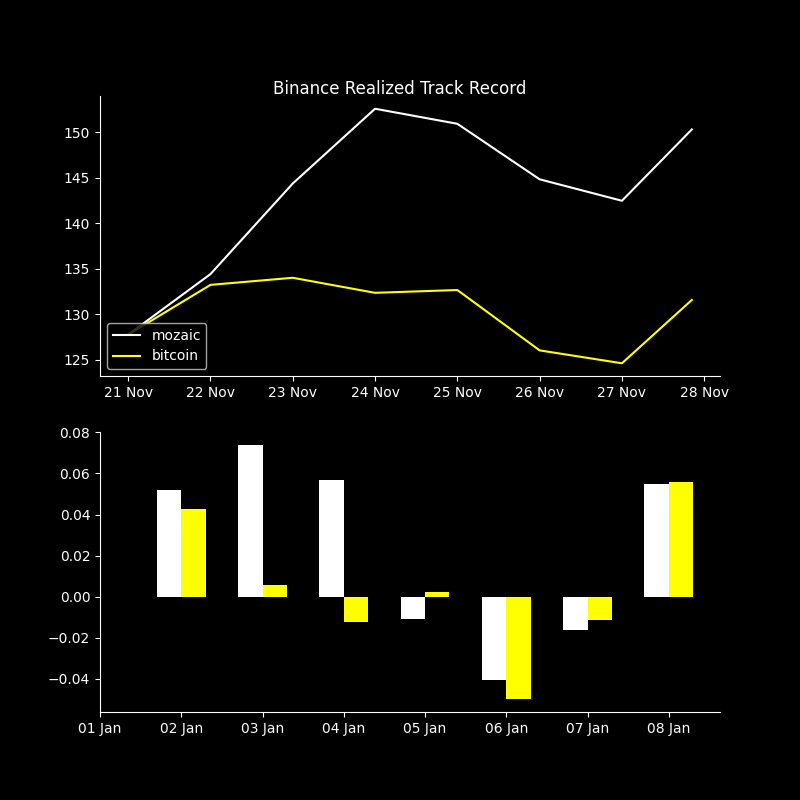 Binance Realized Track Record
150
145
140
135
130
125
mozaic
bitcoin
21 Nov 22 Nov 23 Nov 24 Nov 25 Nov 26 Nov 27 Nov 28 Nov
0.08
0.06
0.04
0.02
0.00
−0.02
−0.04
01 Jan 02 Jan 03 Jan 04 Jan 05 Jan 06 Jan 07 Jan 08 Jan